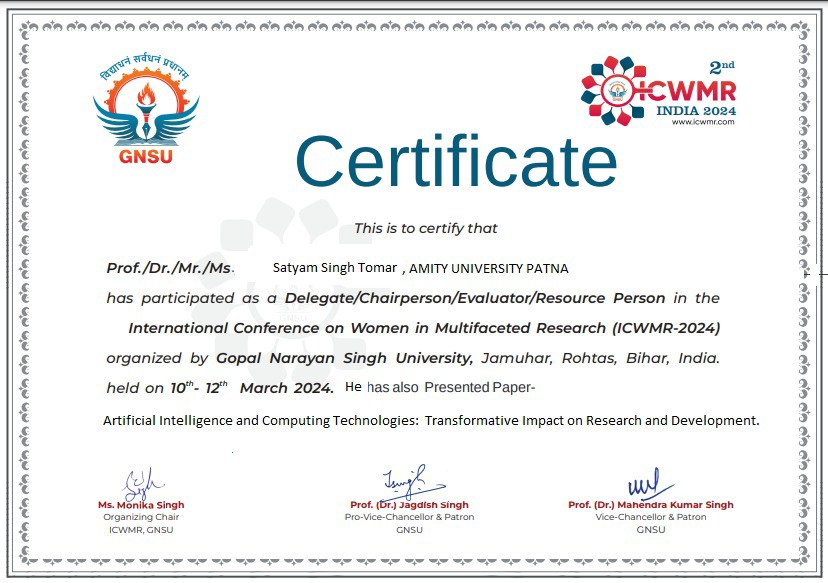 विद्याधनं सर्वधनं प्रधानम्
GNSU
2nd
ICWMR
INDIA 2024
www.icwmr.com
Certificate
This is to certify that
Prof./Dr./Mr./Ms. Satyam Singh Tomar , AMITY UNIVERSITY PATNA
has participated as a Delegate/Chairperson/Evaluator/Resource Person in the
International Conference on Women in Multifaceted Research (ICWMR-2024)
organized by Gopal Narayan Singh University, Jamuhar, Rohtas, Bihar, India.
held on 10th- 12th March 2024. He has also Presented Paper-
Artificial Intelligence and Computing Technologies: Transformative Impact on Research and Development.
Ms. Monika Singh
Organizing Chair
ICWMR, GNSU
Prof. (Dr.) Jagdish Singh
Pro-Vice-Chancellor & Patron
GNSU
Prof. (Dr.) Mahendra Kumar Singh
Vice-Chancellor & Patron
GNSU